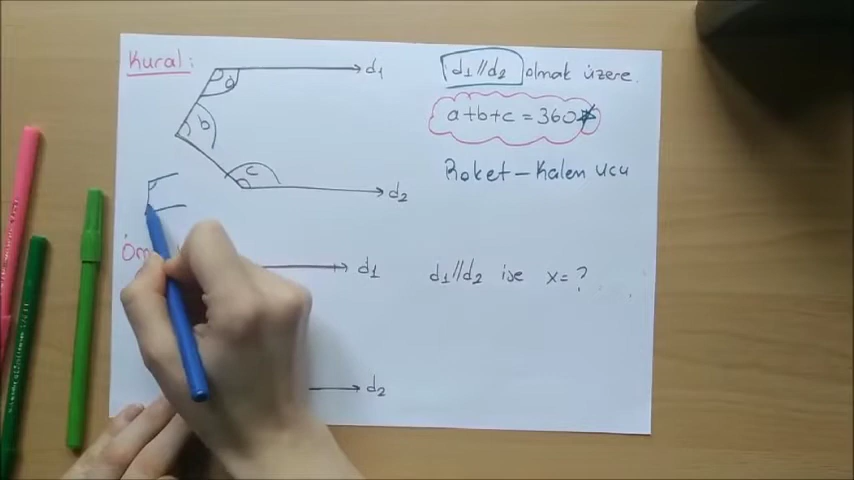 Kural:
a
d1
b
c
d2
d1//d2 olmak üzere.
a+b+c = 360
Roket – Kalem ucu
d1
d1//d2 ise x= ?
d2